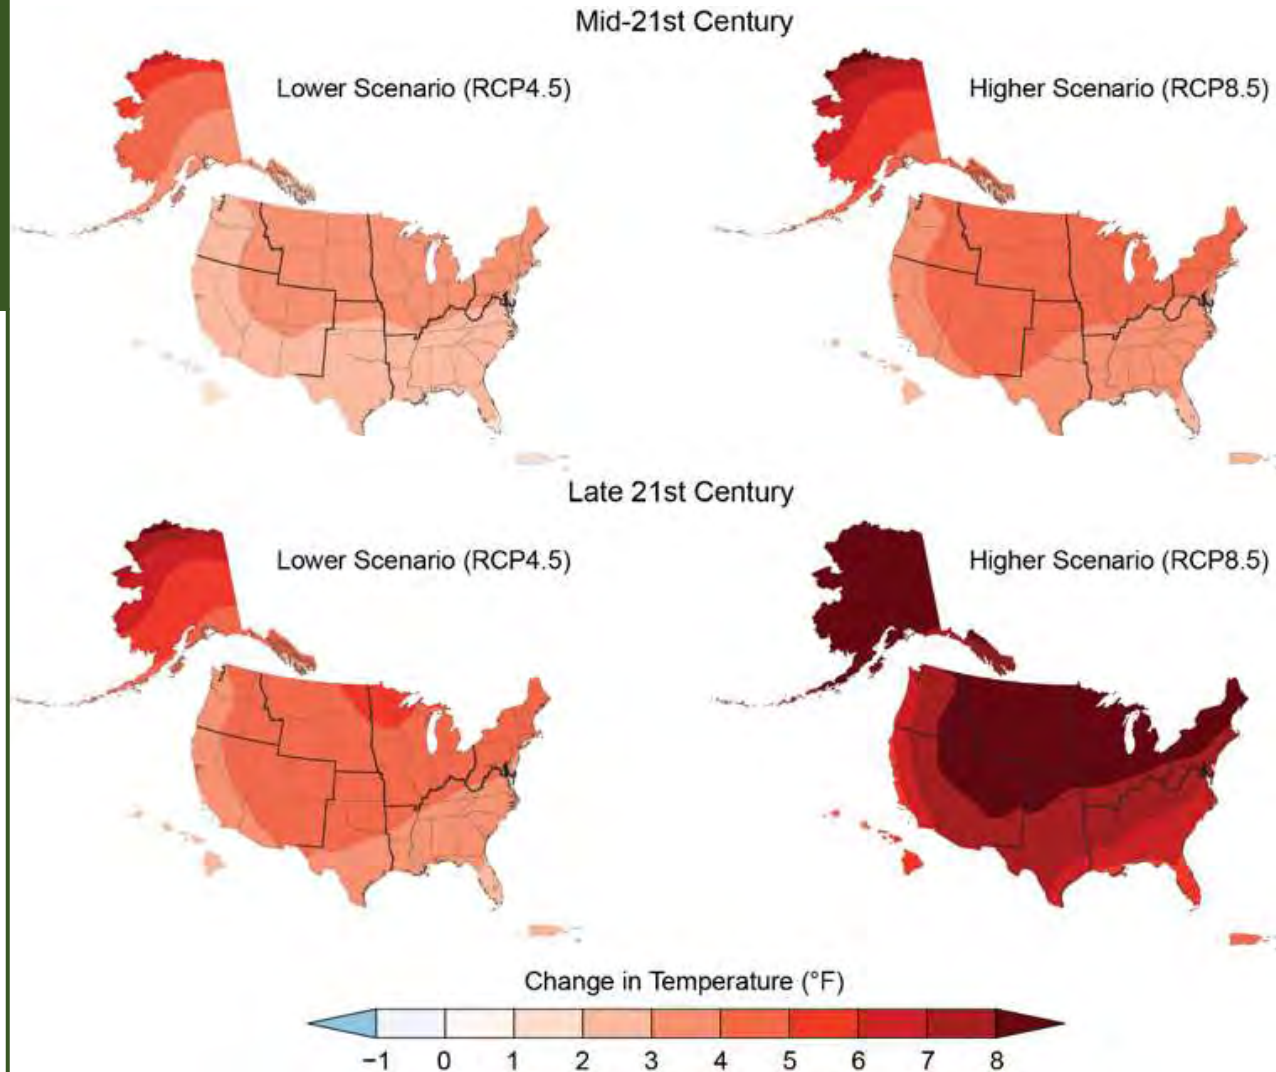 Mid-21st Century
Lower Scenario (RCP4.5)
Higher Scenario (RCP8.5)
Late 21st Century
Lower Scenario (RCP4.5)
Higher Scenario (RCP8.5)
Change in Temperature (°F)
−1 0 1 2 3 4 5 6 7 8